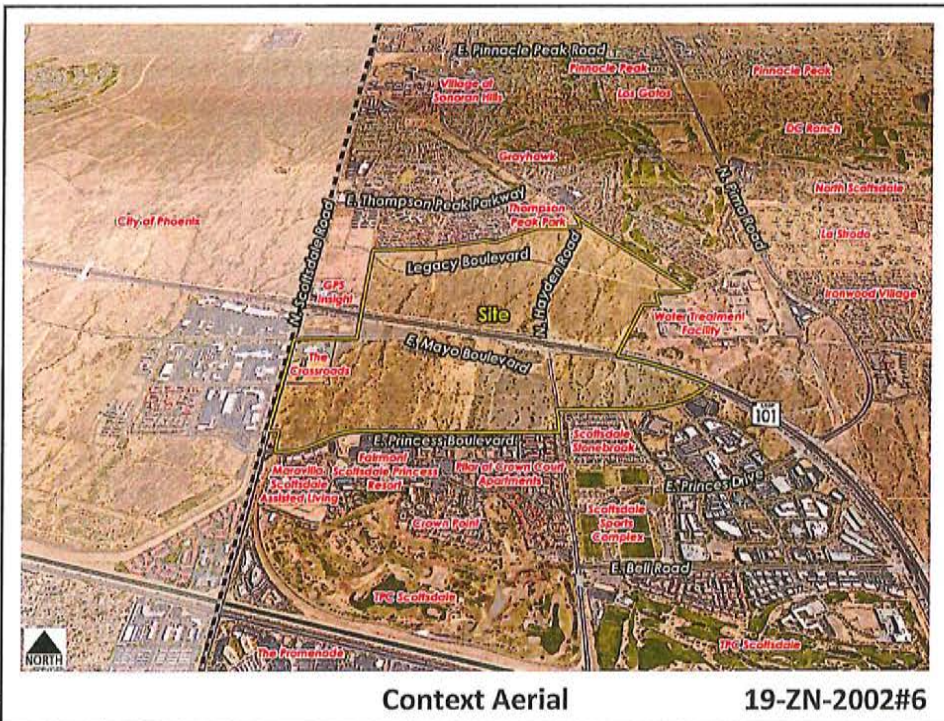 E. Pinnacle Peak Road
Pinnacle Peak
Pinnacle Peak
Village at
Sonoran Hills
Los Gatos
DC Ranch
Grayhawk
N. Pima Road
North Scottsdale
E. Thompson Peak Parkway
Thompson
Peak Park
City of Phoenix
La Strada
N. Scottsdale Road
Legacy Boulevard
N. Hayden Road
GPS
Insight
Site
Water Treatment
Facility
Ironwood Village
E. Mayo Boulevard
The
Crossroads
LOOP
101
E. Princess Boulevard
Scottsdale
Stonebrook
Maravilla
Scottsdale
Assisted Living
Fairmont
Scottsdale Princess
Resort
Pillar at Crown Court
Apartments
E. Princes Drive
Crown Point
Scottsdale
Sports
Complex
E. Bell Road
TPC Scottsdale
TPC Scottsdale
The Promenade
NORTH
Context Aerial
19-ZN-2002#6